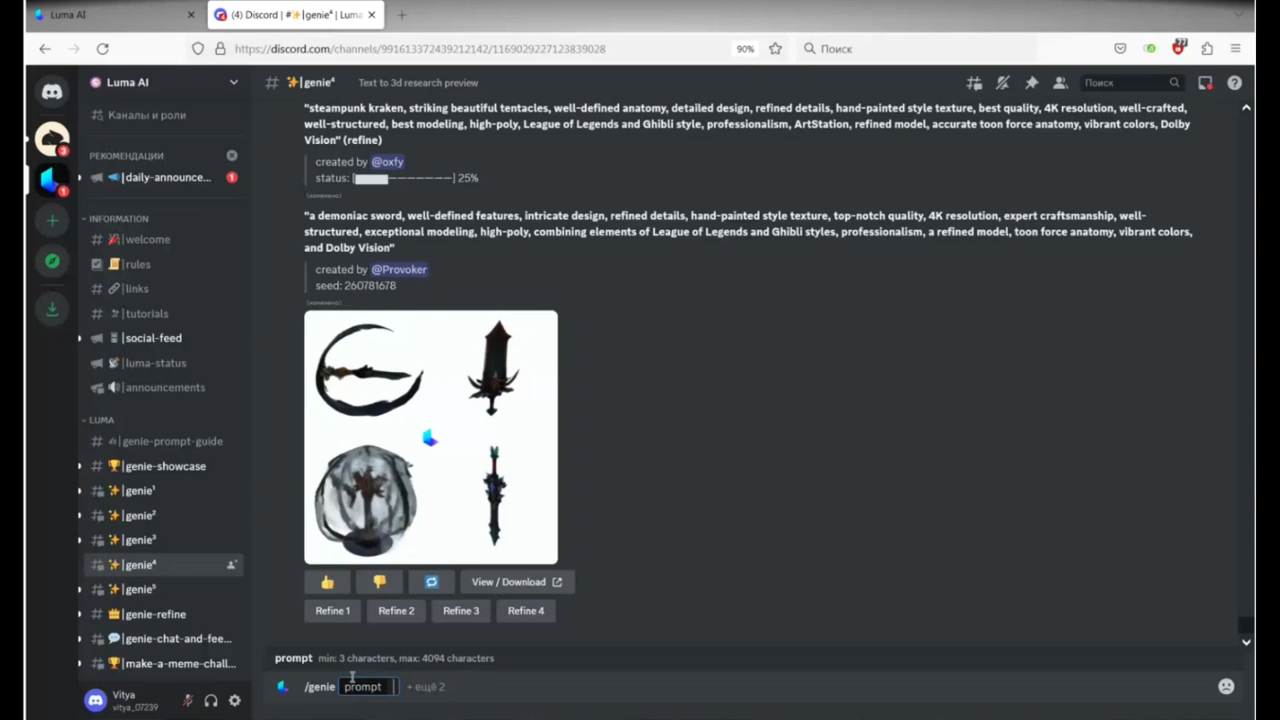 Luma AI
(4) Discord | #✨|genie⁴ | Luma
https://discord.com/channels/991613372439212142/1169029227123839028
90%
Поиск
77
Luma AI
Каналы и роли
РЕКОМЕНДАЦИИ
daily-announce...
1
INFORMATION
welcome
rules
links
tutorials
social-feed
luma-status
announcements
LUMA
genie-prompt-guide
genie-showcase
genie¹
genie²
genie³
genie⁴
genie⁵
genie-refine
genie-chat-and-fee...
make-a-meme-chall...
Vitya
vitya_07239
3
1
genie⁴
Text to 3d research preview
Поиск
"steampunk kraken, striking beautiful tentacles, well-defined anatomy, detailed design, refined details, hand-painted style texture, best quality, 4K resolution, well-crafted,
well-structured, best modeling, high-poly, League of Legends and Ghibli style, professionalism, ArtStation, refined model, accurate toon force anatomy, vibrant colors, Dolby
Vision" (refine)
created by @oxfy
status: [———————] 25%
(изменено)
"a demoniac sword, well-defined features, intricate design, refined details, hand-painted style texture, top-notch quality, 4K resolution, expert craftsmanship, well-
structured, exceptional modeling, high-poly, combining elements of League of Legends and Ghibli styles, professionalism, a refined model, toon force anatomy, vibrant colors,
and Dolby Vision"
created by @Provoker
seed: 260781678
(изменено)
View / Download
Refine 1
Refine 2
Refine 3
Refine 4
prompt min: 3 characters, max: 4094 characters
/genie prompt + ещё 2